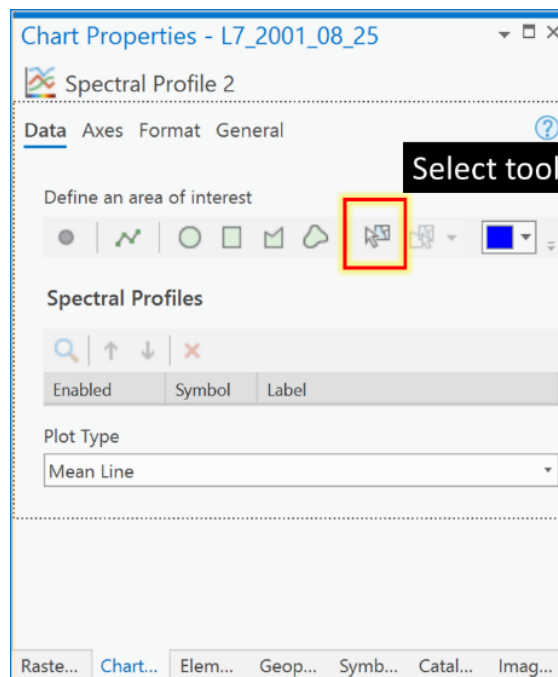 Chart Properties - L7_2001_08_25
Spectral Profile 2
Data Axes Format General
?
Select tool
Define an area of interest
Spectral Profiles
Enabled Symbol Label
Plot Type
Mean Line
Raste... Chart... Elem... Geop... Symb... Catal... Imag...